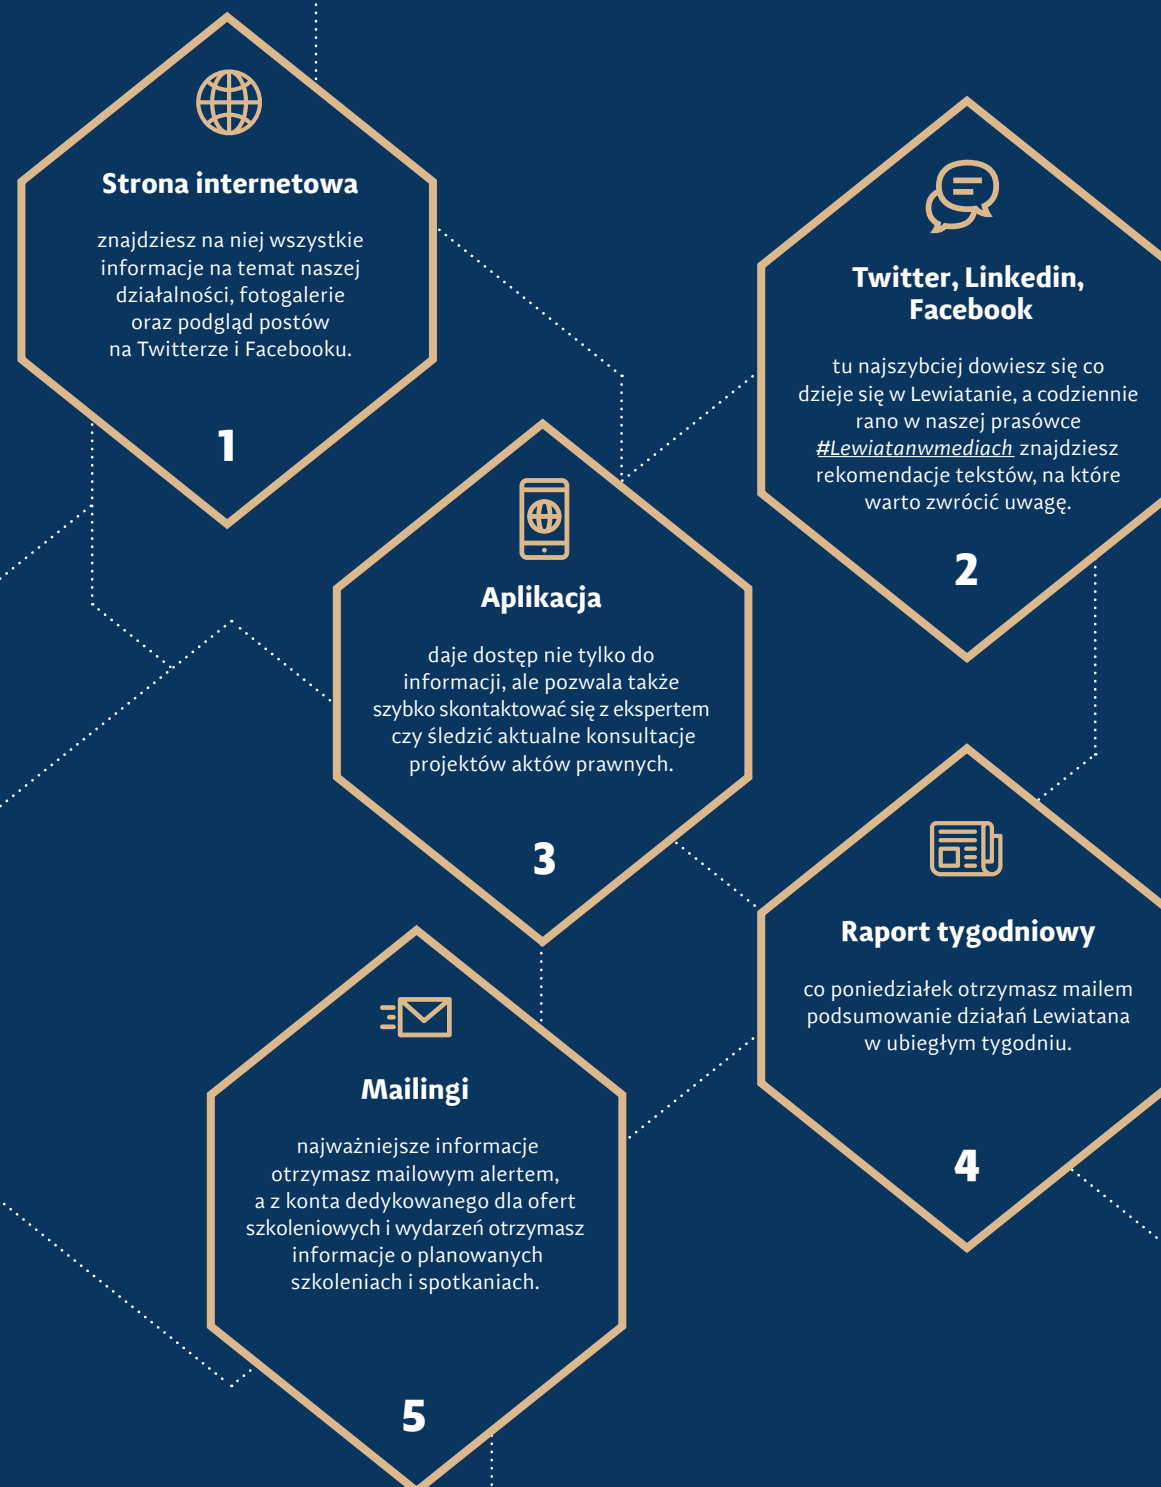 Strona internetowa
znajdziesz na niej wszystkie
informacje na temat naszej
działalności, fotogalerie
oraz podgląd postów
na Twitterze i Facebooku.
1
Twitter, Linkedin,
Facebook
tu najszybciej dowiesz się co
dzieje się w Lewiatanie, a codziennie
rano w naszej prasówce
#Lewiatanwmediach znajdziesz
rekomendacje tekstów, na które
warto zwrócić uwagę.
2
Aplikacja
daje dostęp nie tylko do
informacji, ale pozwala także
szybko skontaktować się z ekspertem
czy śledzić aktualne konsultacje
projektów aktów prawnych.
3
Raport tygodniowy
co poniedziałek otrzymasz mailem
podsumowanie działań Lewiatana
w ubiegłym tygodniu.
4
Mailingi
najważniejsze informacje
otrzymasz mailowym alertem,
a z konta dedykowanego dla ofert
szkoleniowych i wydarzeń otrzymasz
informacje o planowanych
szkoleniach i spotkaniach.
5